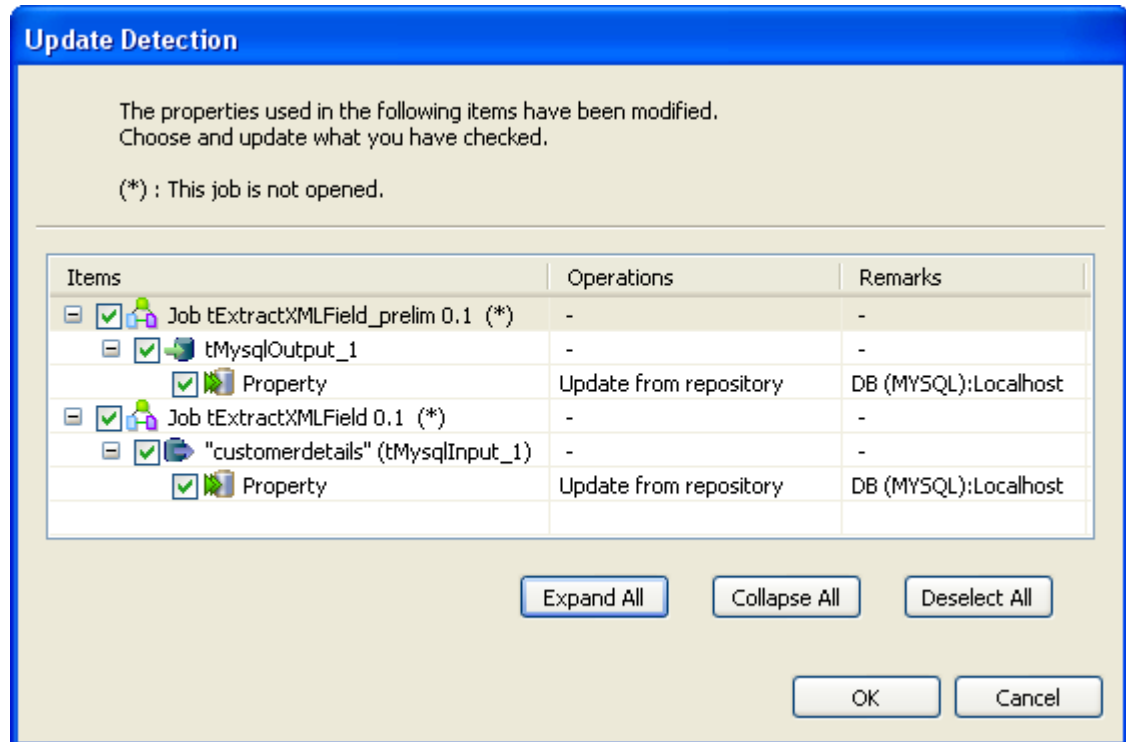 Update Detection
The properties used in the following items have been modified.
Choose and update what you have checked.
(*) : This job is not opened.
Items Operations Remarks
Job tExtractXMLField_prelim 0.1 (*) - -
tMysqlOutput_1 - -
Property Update from repository DB (MYSQL):Localhost
Job tExtractXMLField 0.1 (*) - -
"customerdetails" (tMysqlInput_1) - -
Property Update from repository DB (MYSQL):Localhost
Expand All Collapse All Deselect All
OK Cancel